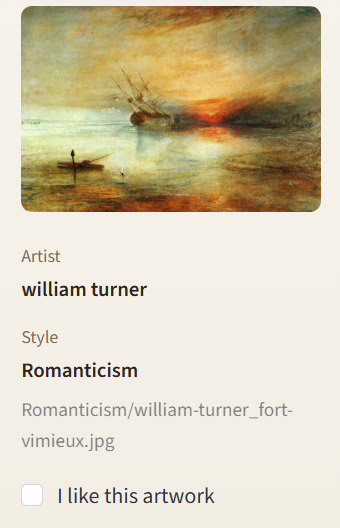 Artist
william turner
Style
Romanticism
Romanticism/william-turner_fort-
vimieux.jpg
I like this artwork